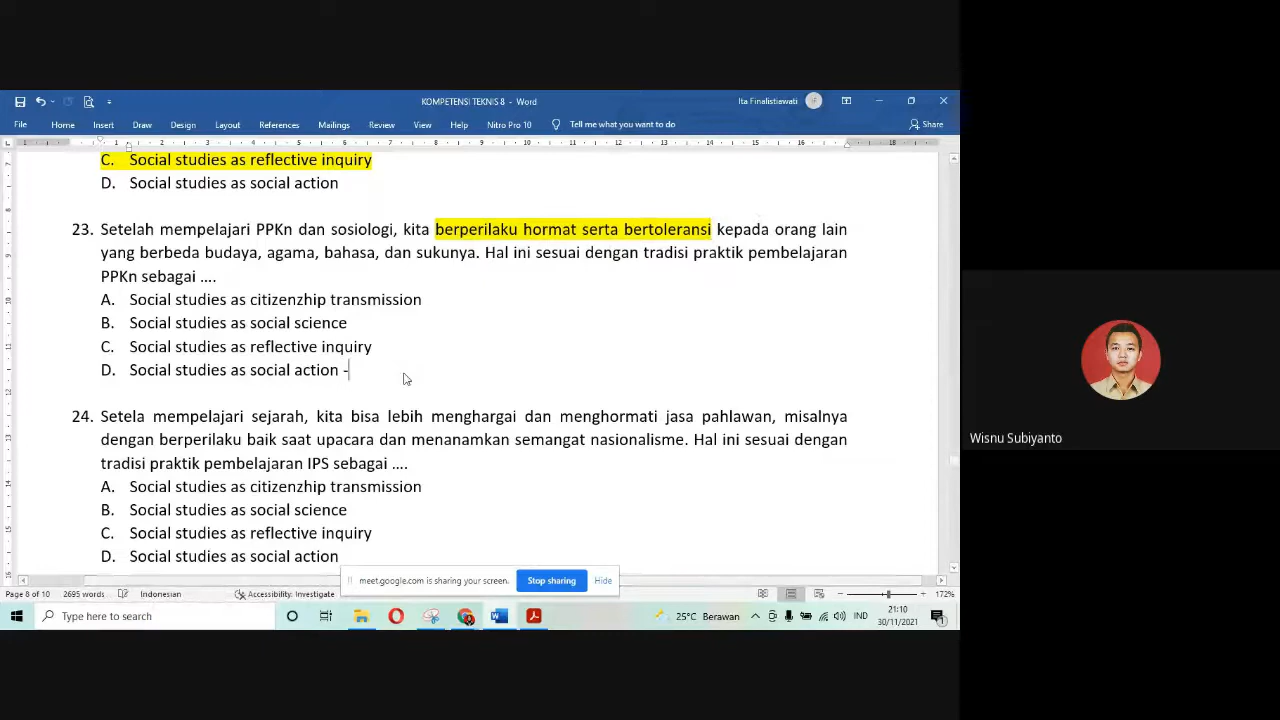 KOMPETENSI TEKNIS 8 - Word
Ita Finalistiawati
File Home Insert Draw Design Layout References Mailings Review View Help Nitro Pro 10 Tell me what you want to do Share
C. Social studies as reflective inquiry
D. Social studies as social action
23. Setelah mempelajari PPKn dan sosiologi, kita berperilaku hormat serta bertoleransi kepada orang lain
yang berbeda budaya, agama, bahasa, dan sukunya. Hal ini sesuai dengan tradisi praktik pembelajaran
PPKn sebagai ....
A. Social studies as citizenzhip transmission
B. Social studies as social science
C. Social studies as reflective inquiry
D. Social studies as social action -
24. Setela mempelajari sejarah, kita bisa lebih menghargai dan menghormati jasa pahlawan, misalnya
dengan berperilaku baik saat upacara dan menanamkan semangat nasionalisme. Hal ini sesuai dengan
tradisi praktik pembelajaran IPS sebagai ....
A. Social studies as citizenzhip transmission
B. Social studies as social science
C. Social studies as reflective inquiry
D. Social studies as social action
meet.google.com is sharing your screen. Stop sharing Hide
Page 8 of 10 2695 words Indonesian Accessibility: Investigate 172%
Type here to search
25°C Berawan
IND
21:10
30/11/2021
Wisnu Subiyanto